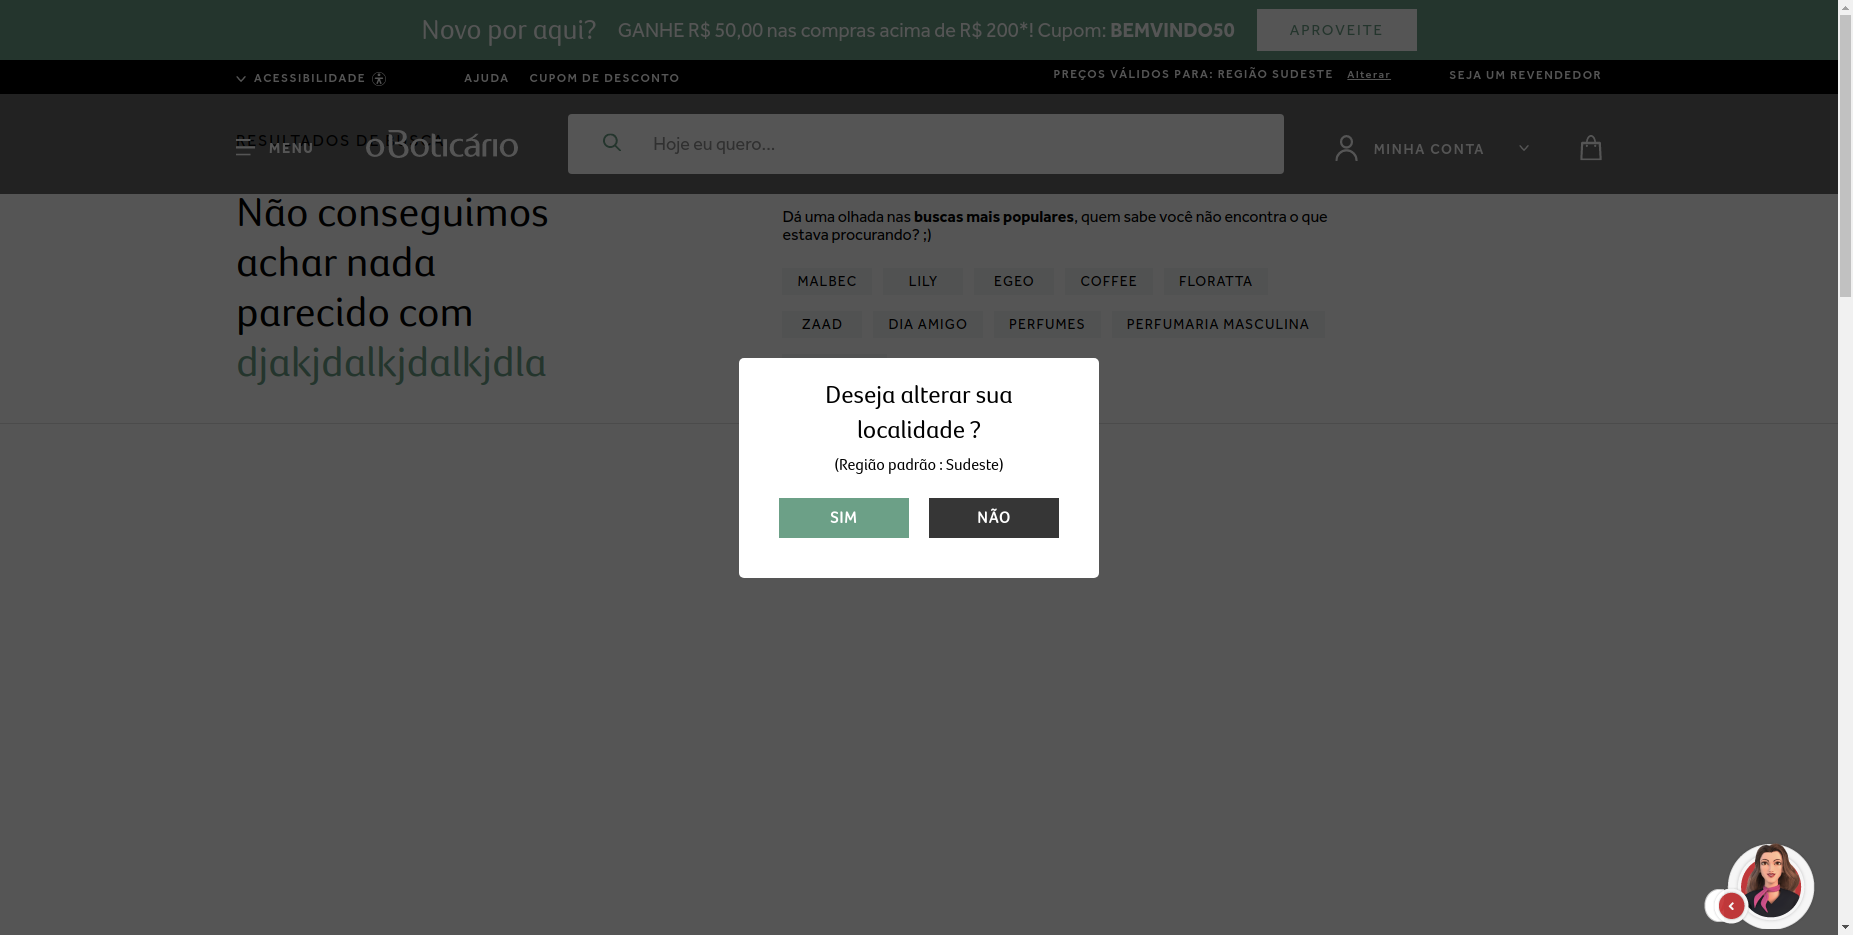 Novo por aqui? GANHE R$ 50,00 nas compras acima de R$ 200*! Cupom: BEMVINDO50 APROVEITE
ACESSIBILIDADE AJUDA CUPOM DE DESCONTO PREÇOS VÁLIDOS PARA: REGIÃO SUDESTE Alterar SEJA UM REVENDEDOR
RESULTADOS DE BUSCA
MENU oBoticário Hoje eu quero... MINHA CONTA
Não conseguimos
achar nada
parecido com
djakjdalkjdalkjdla
Dá uma olhada nas buscas mais populares, quem sabe você não encontra o que
estava procurando? ;)
MALBEC LILY EGEO COFFEE FLORATTA
ZAAD DIA AMIGO PERFUMES PERFUMARIA MASCULINA
Deseja alterar sua
localidade ?
(Região padrão : Sudeste)
SIM NÃO